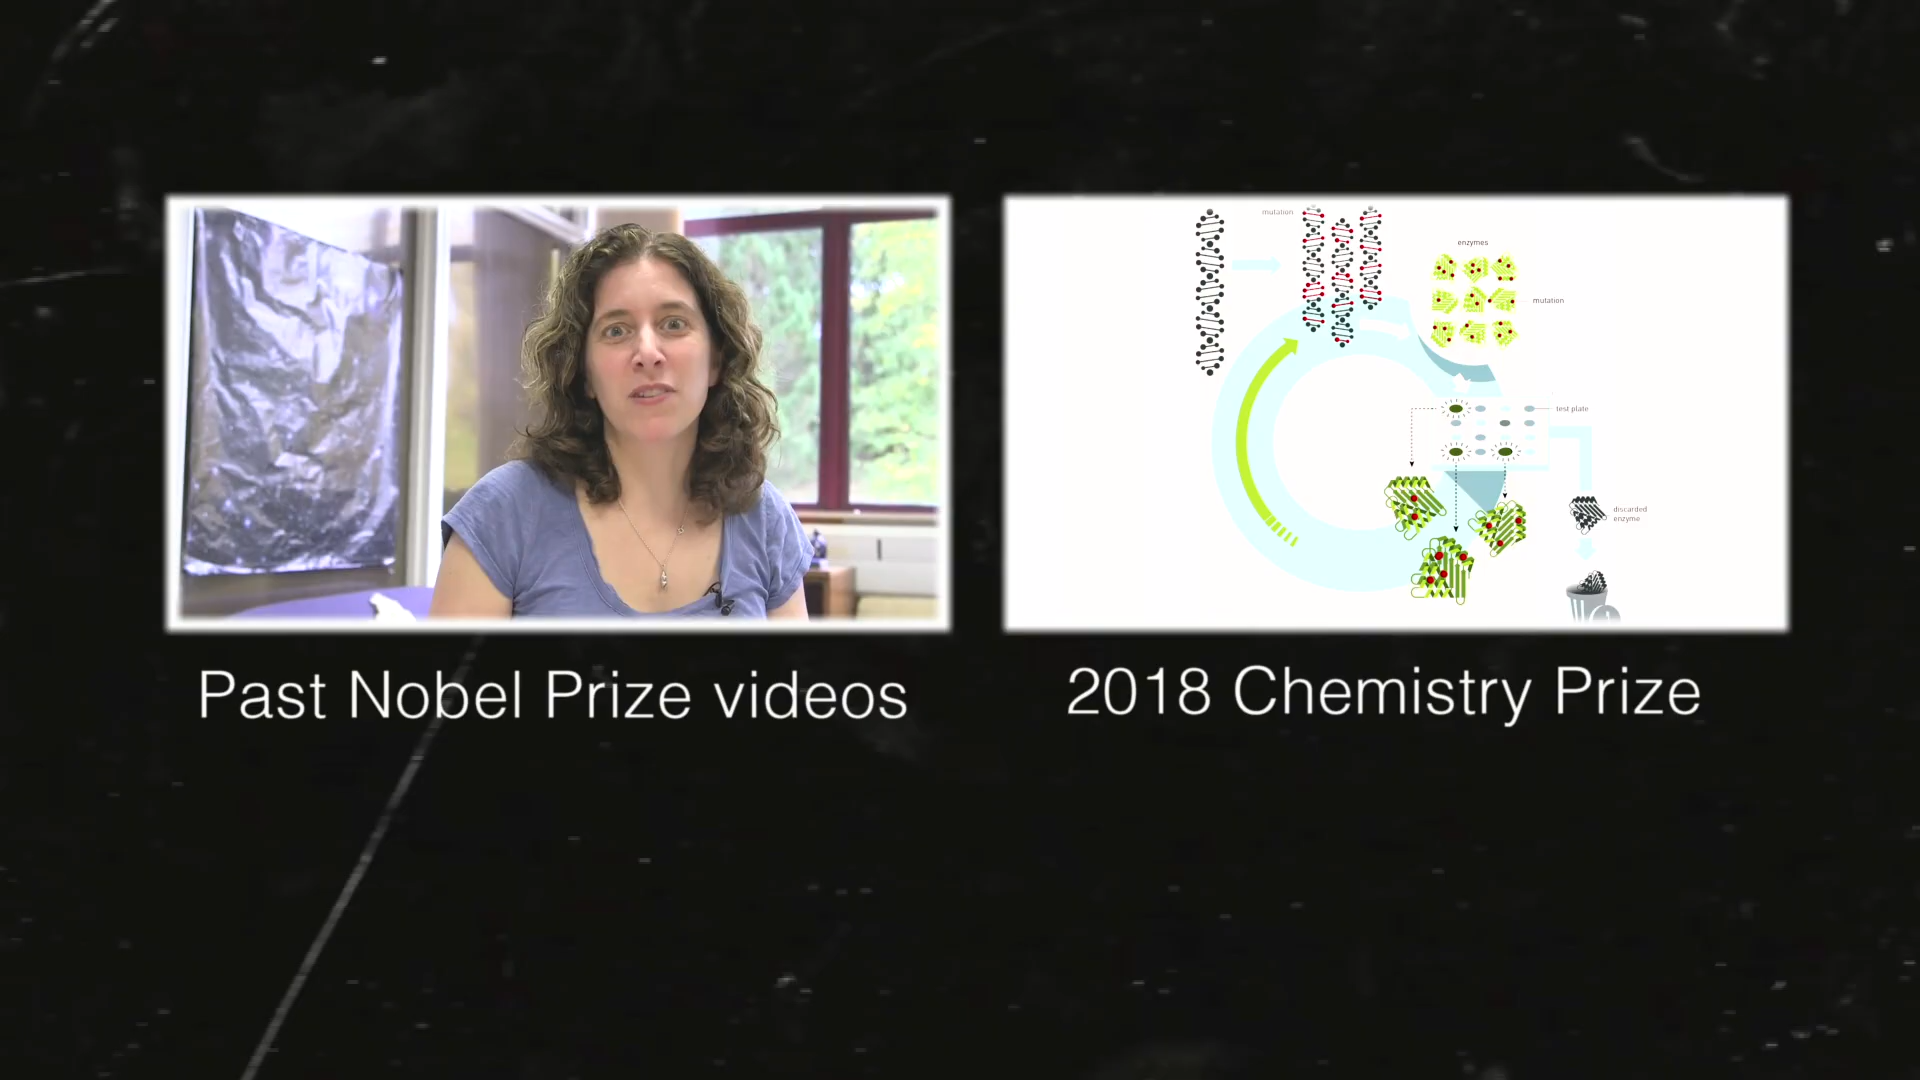 mutation
enzymes
mutation
test plate
discarded
enzyme
Past Nobel Prize videos
2018 Chemistry Prize